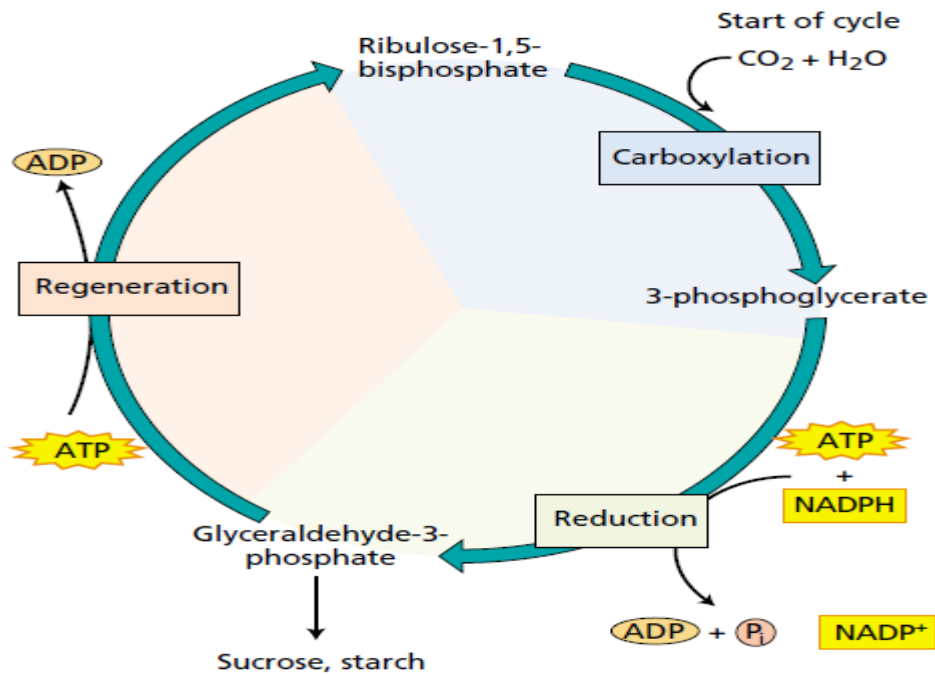 Start of cycle
CO₂ + H₂O
Ribulose-1,5-
bisphosphate
Carboxylation
3-phosphoglycerate
ATP
+
NADPH
Reduction
ADP + Pᵢ
NADP⁺
Glyceraldehyde-3-
phosphate
Sucrose, starch
ATP
Regeneration
ADP